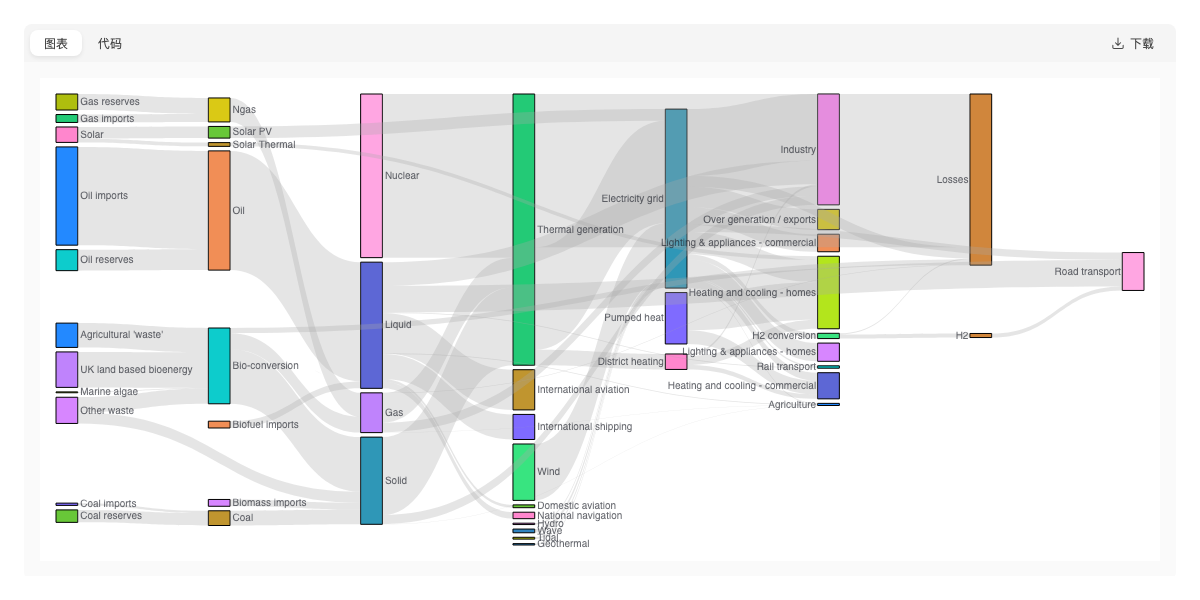 图表
代码
下载
Gas reserves
Gas imports
Solar
Oil imports
Oil reserves
Agricultural 'waste'
UK land based bioenergy
Marine algae
Other waste
Coal imports
Coal reserves
Ngas
Solar PV
Solar Thermal
Oil
Bio-conversion
Biofuel imports
Biomass imports
Coal
Nuclear
Liquid
Gas
Solid
Thermal generation
International aviation
International shipping
Wind
Domestic aviation
National navigation
Hydro
Wave
Tidal
Geothermal
Electricity grid
Pumped heat
District heating
Industry
Over generation / exports
Lighting & appliances - commercial
Heating and cooling - homes
H2 conversion
Lighting & appliances - homes
Rail transport
Heating and cooling - commercial
Agriculture
Losses
H2
Road transport